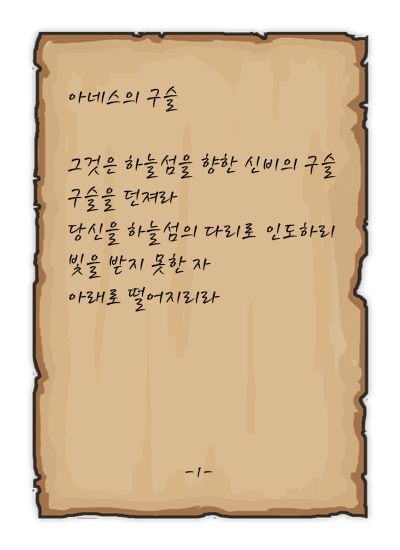 아네스의 구슬
그것은 하늘섬을 향한 신비의 구슬
구슬을 던져라
당신을 하늘섬의 다리로 인도하리
빛을 받지 못한 자
아래로 떨어지리라
-1-